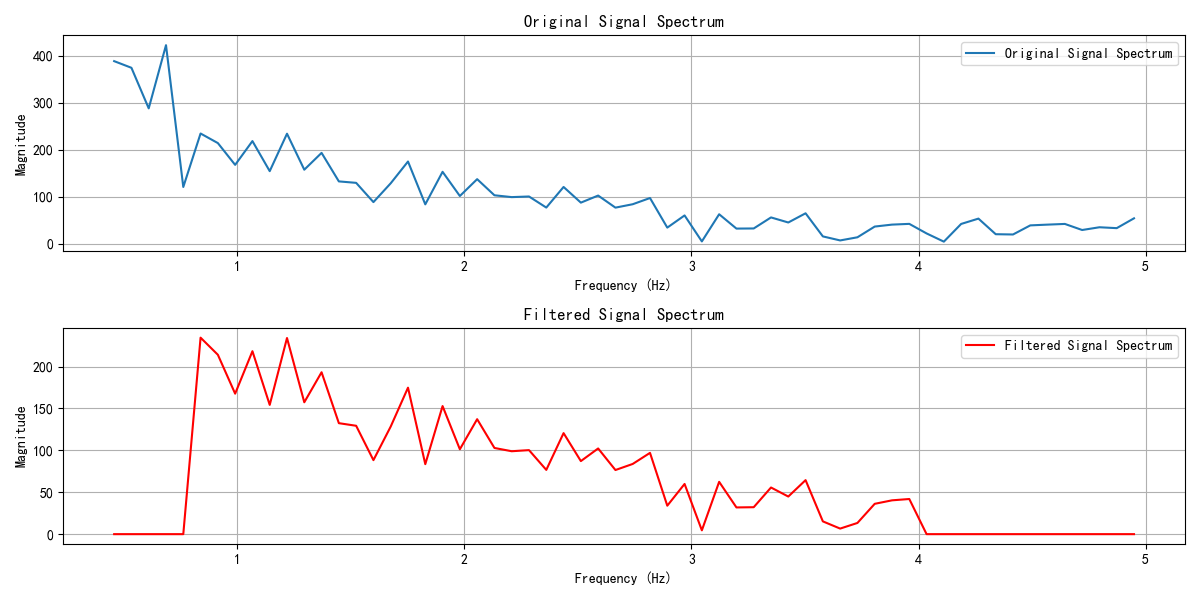 Original Signal Spectrum
Original Signal Spectrum
400
300
200
100
0
Magnitude
1 2 3 4 5
Frequency (Hz)
Filtered Signal Spectrum
Filtered Signal Spectrum
200
150
100
50
0
Magnitude
1 2 3 4 5
Frequency (Hz)